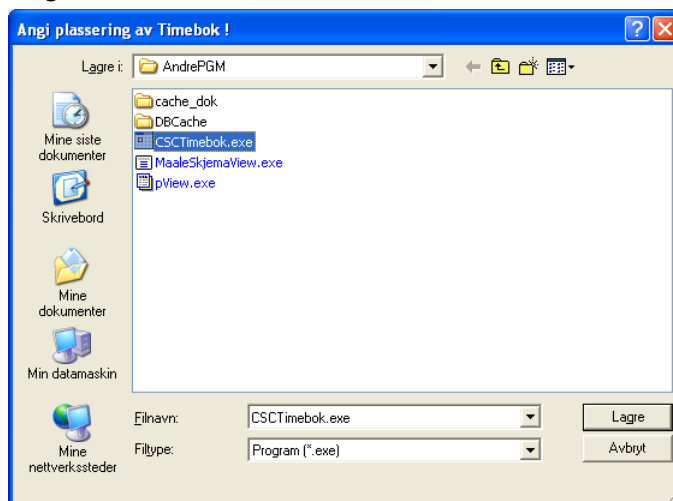 Angi plassering av Timebok !
Lagre i:
AndrePGM
cache_dok
DBCache
CSCTimebok.exe
MaaleSkjemaView.exe
pView.exe
Mine siste
dokumenter
Skrivebord
Mine
dokumenter
Min datamaskin
Mine
nettverkssteder
Filnavn:
CSCTimebok.exe
Lagre
Filtype:
Program (*.exe)
Avbryt